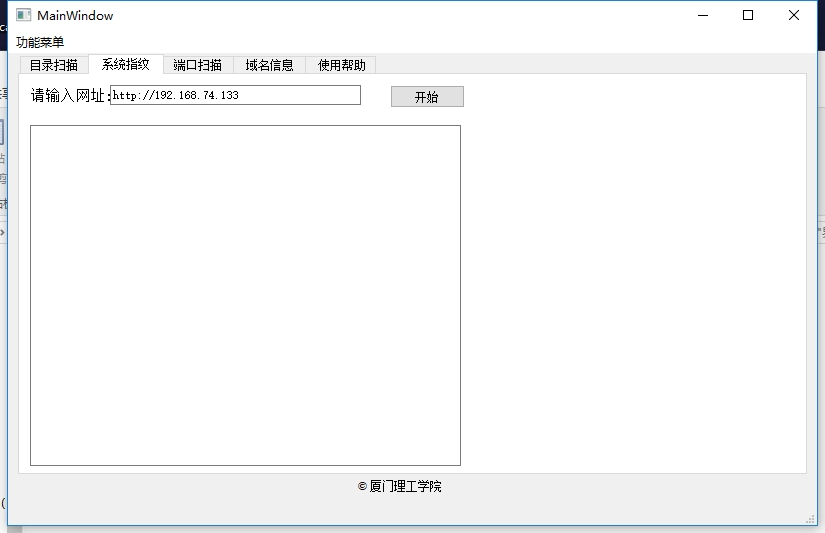 MainWindow
功能菜单
目录扫描 系统指纹 端口扫描 域名信息 使用帮助
请输入网址: http://192.168.74.133 开始
© 厦门理工学院